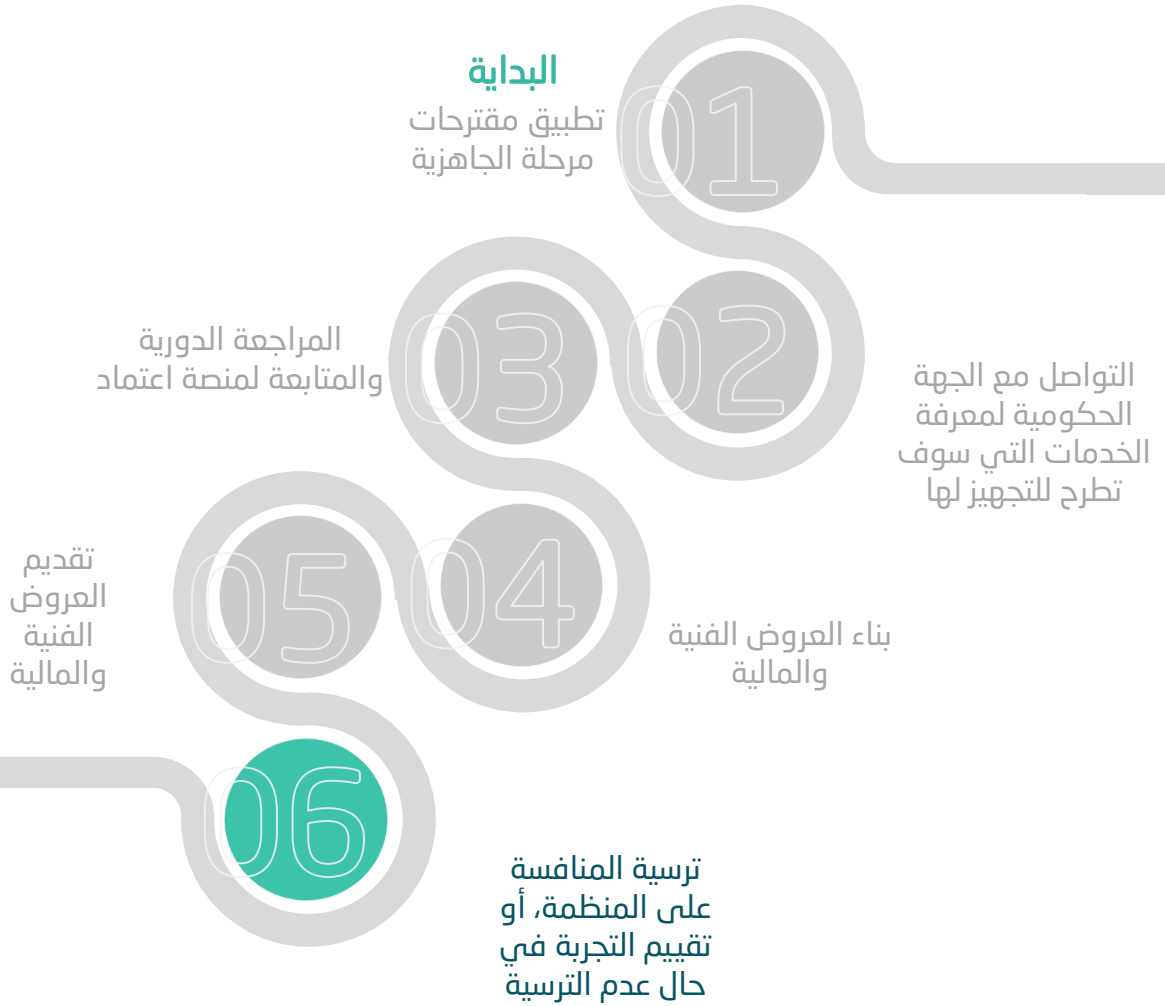 البداية
تطبيق مقترحات
مرحلة الجاهزية
01
02
التواصل مع الجهة
الحكومية لمعرفة
الخدمات التي سوف
تطرح للتجهيز لها
03
المراجعة الدورية
والمتابعة لمنصة اعتماد
04
بناء العروض الفنية
والمالية
05
تقديم
العروض
الفنية
والمالية
06
ترسية المنافسة
على المنظمة، أو
تقييم التجربة في
حال عدم الترسية